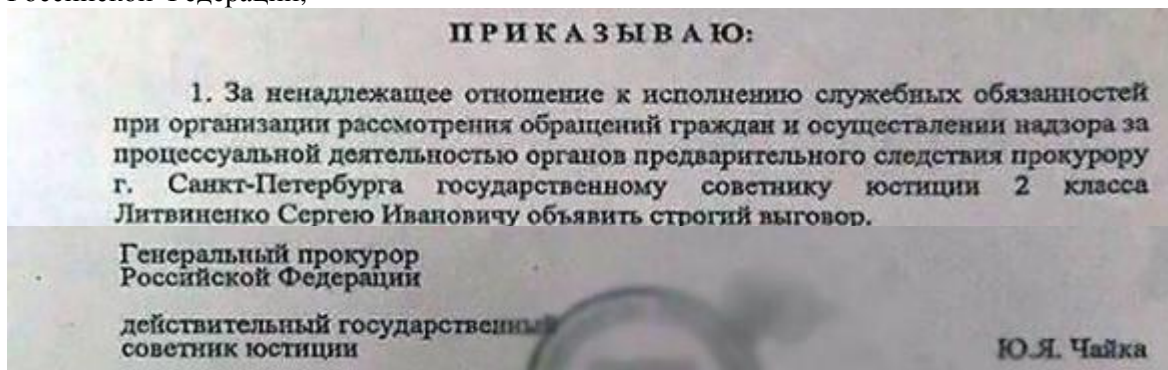 Российской Федерации,
ПРИКАЗЫВАЮ:
1. За ненадлежащее отношение к исполнению служебных обязанностей
при организации рассмотрения обращений граждан и осуществлении надзора за
процессуальной деятельностью органов предварительного следствия прокурору
г. Санкт-Петербурга государственному советнику юстиции 2 класса
Литвиненко Сергею Ивановичу объявить строгий выговор.
Генеральный прокурор
Российской Федерации
действительный государственный
советник юстиции
Ю.Я. Чайка